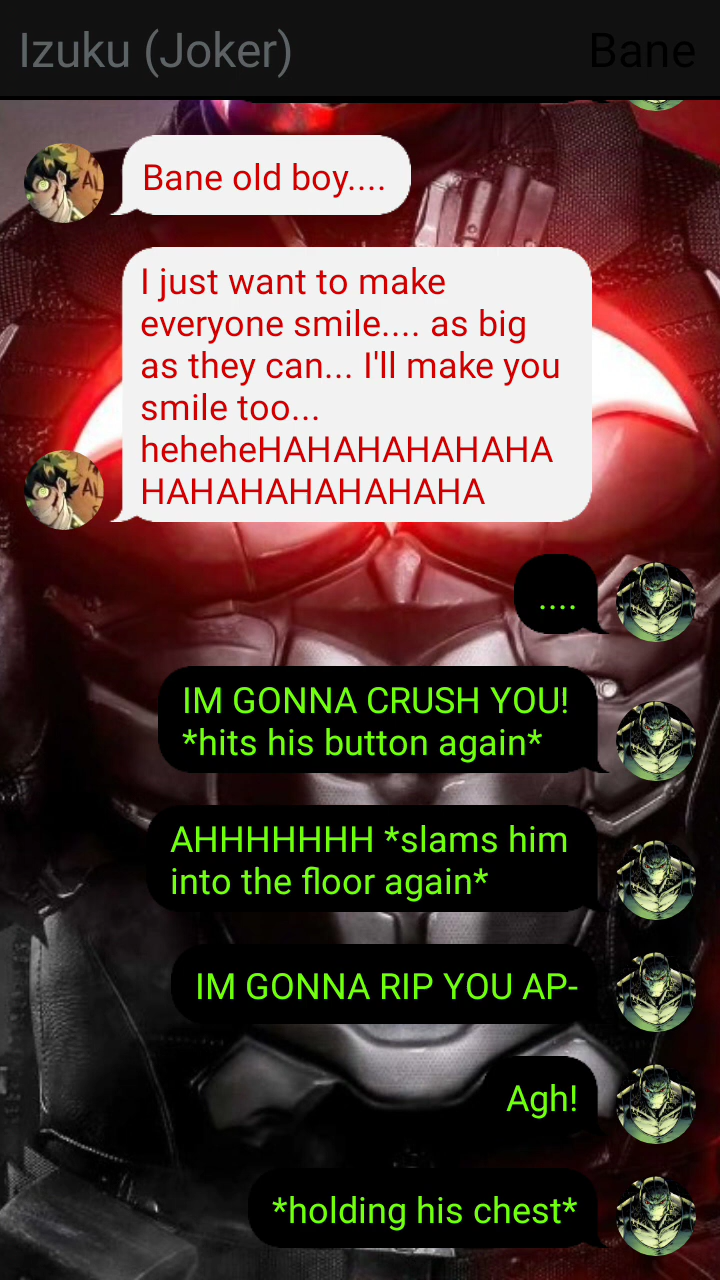 Izuku (Joker)
Bane
Bane old boy....
I just want to make
everyone smile.... as big
as they can... I'll make you
smile too...
heheheHAHAHAHAHAHA
HAHAHAHAHAHAHA
....
IM GONNA CRUSH YOU!
*hits his button again*
AHHHHHHH *slams him
into the floor again*
IM GONNA RIP YOU AP-
Agh!
*holding his chest*